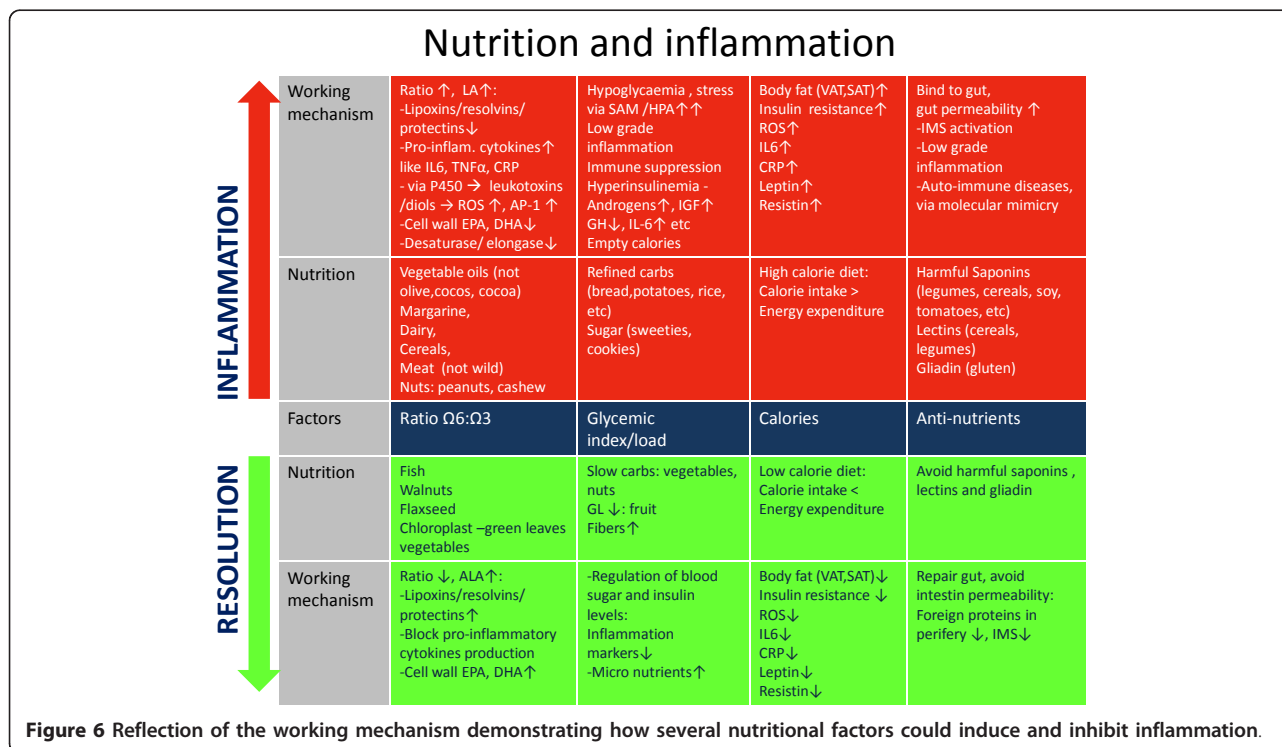 Nutrition and inflammation
INFLAMMATION
Working
mechanism
Ratio ↑, LA↑:
-Lipoxins/resolvins/
protectins↓
-Pro-inflam. cytokines↑
like IL6, TNFα, CRP
- via P450 → leukotoxins
/diols → ROS ↑, AP-1 ↑
-Cell wall EPA, DHA↓
-Desaturase/ elongase↓
Hypoglycaemia , stress
via SAM /HPA↑↑
Low grade
inflammation
Immune suppression
Hyperinsulinemia -
Androgens↑, IGF↑
GH↓, IL-6↑ etc
Empty calories
Body fat (VAT,SAT)↑
Insulin resistance↑
ROS↑
IL6↑
CRP↑
Leptin↑
Resistin↑
Bind to gut,
gut permeability ↑
-IMS activation
-Low grade
inflammation
-Auto-immune diseases,
via molecular mimicry
Nutrition
Vegetable oils (not
olive,cocos, cocoa)
Margarine,
Dairy,
Cereals,
Meat (not wild)
Nuts: peanuts, cashew
Refined carbs
(bread,potatoes, rice,
etc)
Sugar (sweeties,
cookies)
High calorie diet:
Calorie intake >
Energy expenditure
Harmful Saponins
(legumes, cereals, soy,
tomatoes, etc)
Lectins (cereals,
legumes)
Gliadin (gluten)
Factors
Ratio Ω6:Ω3
Glycemic
index/load
Calories
Anti-nutrients
RESOLUTION
Nutrition
Fish
Walnuts
Flaxseed
Chloroplast –green leaves
vegetables
Slow carbs: vegetables,
nuts
GL ↓: fruit
Fibers↑
Low calorie diet:
Calorie intake <
Energy expenditure
Avoid harmful saponins ,
lectins and gliadin
Working
mechanism
Ratio ↓, ALA↑:
-Lipoxins/resolvins/
protectins↑
-Block pro-inflammatory
cytokines production
-Cell wall EPA, DHA↑
-Regulation of blood
sugar and insulin
levels:
Inflammation
markers↓
-Micro nutrients↑
Body fat (VAT,SAT)↓
Insulin resistance ↓
ROS↓
IL6↓
CRP↓
Leptin↓
Resistin↓
Repair gut, avoid
intestin permeability:
Foreign proteins in
perifery ↓, IMS↓
Figure 6 Reflection of the working mechanism demonstrating how several nutritional factors could induce and inhibit inflammation.